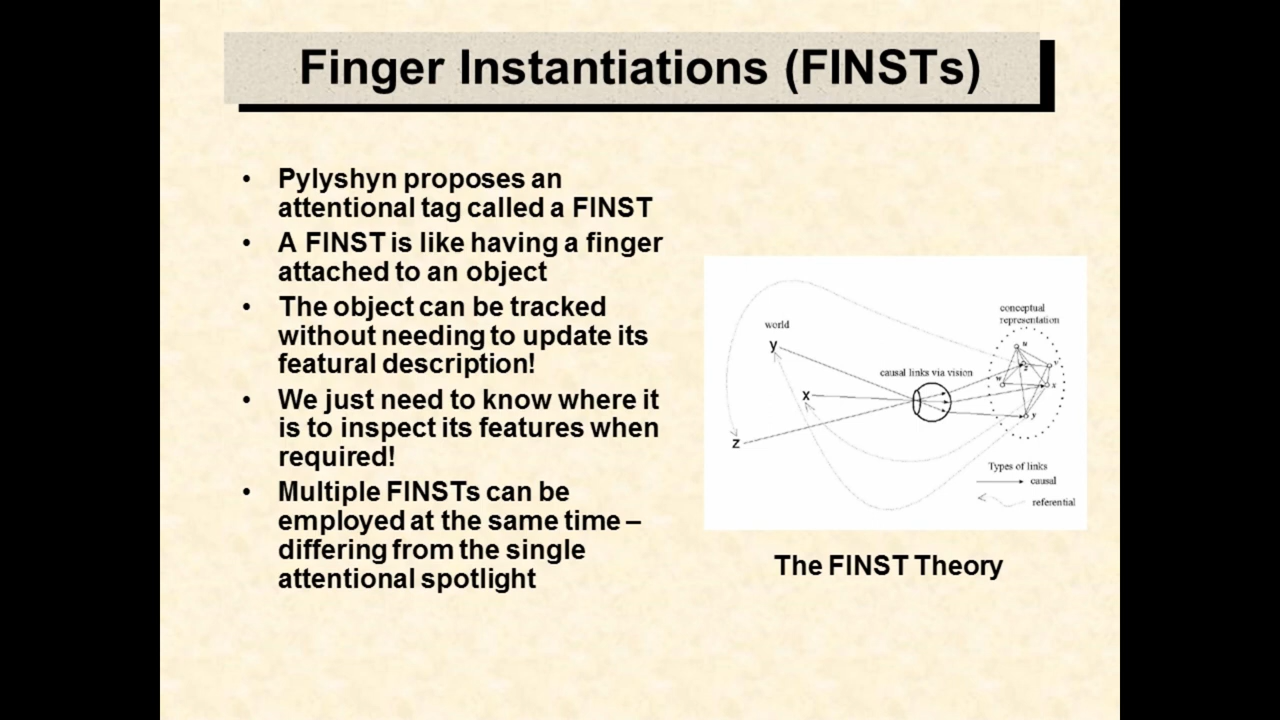 Finger Instantiations (FINSTs)
• Pylyshyn proposes an
attentional tag called a FINST
• A FINST is like having a finger
attached to an object
• The object can be tracked
without needing to update its
featural description!
• We just need to know where it
is to inspect its features when
required!
• Multiple FINSTs can be
employed at the same time –
differing from the single
attentional spotlight
conceptual
representation
world
y
causal links via vision
x
z
u
z
v
w
x
y
Types of links
causal
referential
The FINST Theory